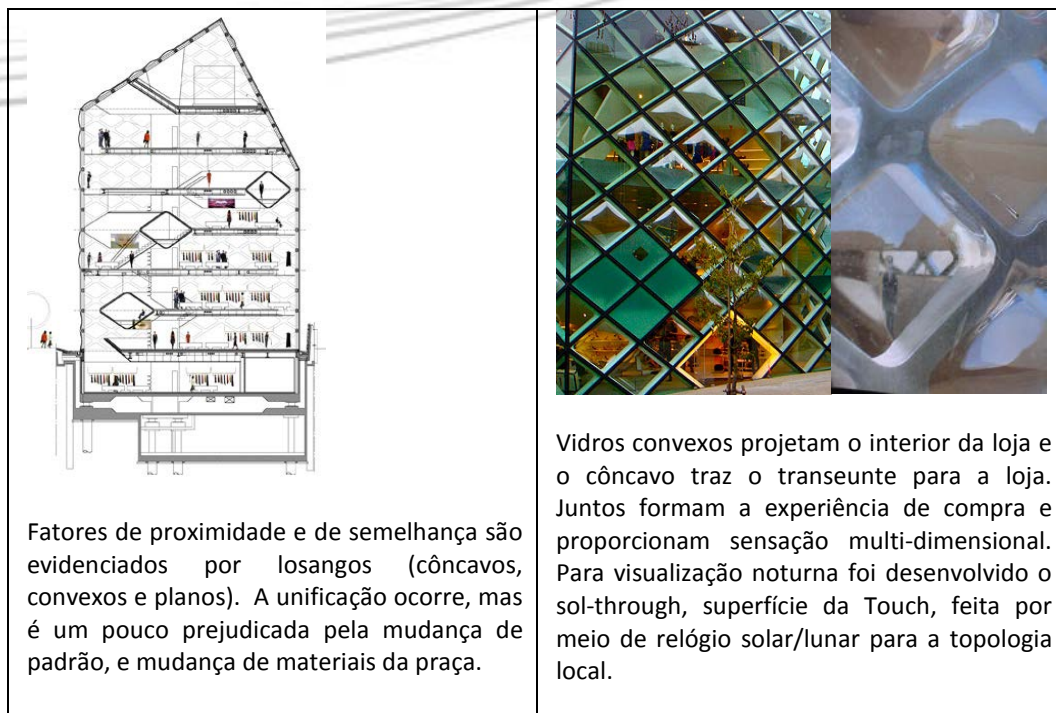 Fatores de proximidade e de semelhança são
evidenciados por losangos (côncavos,
convexos e planos). A unificação ocorre, mas
é um pouco prejudicada pela mudança de
padrão, e mudança de materiais da praça.
Vidros convexos projetam o interior da loja e
o côncavo traz o transeunte para a loja.
Juntos formam a experiência de compra e
proporcionam sensação multi-dimensional.
Para visualização noturna foi desenvolvido o
sol-through, superfície da Touch, feita por
meio de relógio solar/lunar para a topologia
local.